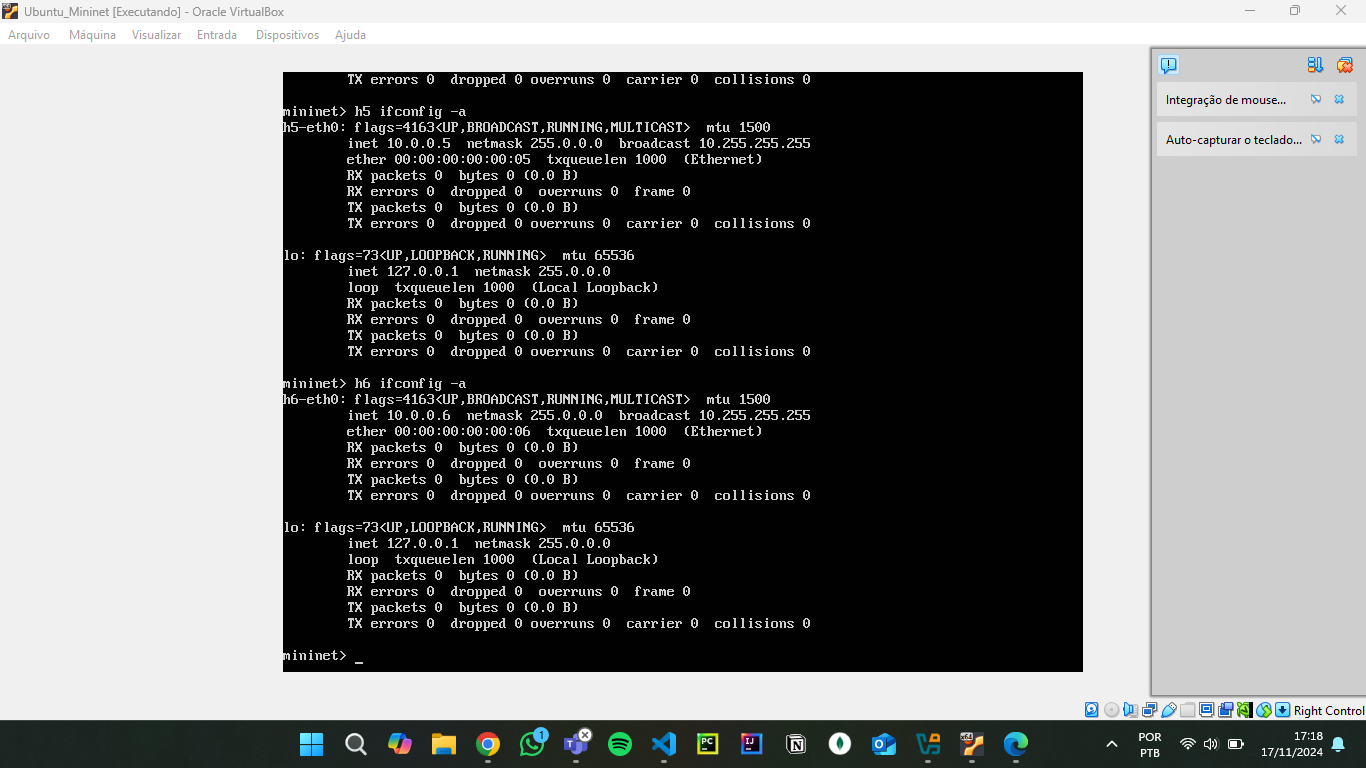 Ubuntu_Mininet [Executando] - Oracle VirtualBox
Arquivo Máquina Visualizar Entrada Dispositivos Ajuda
TX errors 0  dropped 0 overruns 0  carrier 0  collisions 0
mininet> h5 ifconfig -a
h5-eth0: flags=4163<UP,BROADCAST,RUNNING,MULTICAST>  mtu 1500
inet 10.0.0.5  netmask 255.0.0.0  broadcast 10.255.255.255
ether 00:00:00:00:00:05  txqueuelen 1000  (Ethernet)
RX packets 0  bytes 0 (0.0 B)
RX errors 0  dropped 0  overruns 0  frame 0
TX packets 0  bytes 0 (0.0 B)
TX errors 0  dropped 0 overruns 0  carrier 0  collisions 0
lo: flags=73<UP,LOOPBACK,RUNNING>  mtu 65536
inet 127.0.0.1  netmask 255.0.0.0
loop  txqueuelen 1000  (Local Loopback)
RX packets 0  bytes 0 (0.0 B)
RX errors 0  dropped 0  overruns 0  frame 0
TX packets 0  bytes 0 (0.0 B)
TX errors 0  dropped 0 overruns 0  carrier 0  collisions 0
mininet> h6 ifconfig -a
h6-eth0: flags=4163<UP,BROADCAST,RUNNING,MULTICAST>  mtu 1500
inet 10.0.0.6  netmask 255.0.0.0  broadcast 10.255.255.255
ether 00:00:00:00:00:06  txqueuelen 1000  (Ethernet)
RX packets 0  bytes 0 (0.0 B)
RX errors 0  dropped 0  overruns 0  frame 0
TX packets 0  bytes 0 (0.0 B)
TX errors 0  dropped 0 overruns 0  carrier 0  collisions 0
lo: flags=73<UP,LOOPBACK,RUNNING>  mtu 65536
inet 127.0.0.1  netmask 255.0.0.0
loop  txqueuelen 1000  (Local Loopback)
RX packets 0  bytes 0 (0.0 B)
RX errors 0  dropped 0  overruns 0  frame 0
TX packets 0  bytes 0 (0.0 B)
TX errors 0  dropped 0 overruns 0  carrier 0  collisions 0
mininet> _
Integração de mouse...
Auto-capturar o teclado...
Right Control
1
PC
IJ
POR
PTB
17:18
17/11/2024